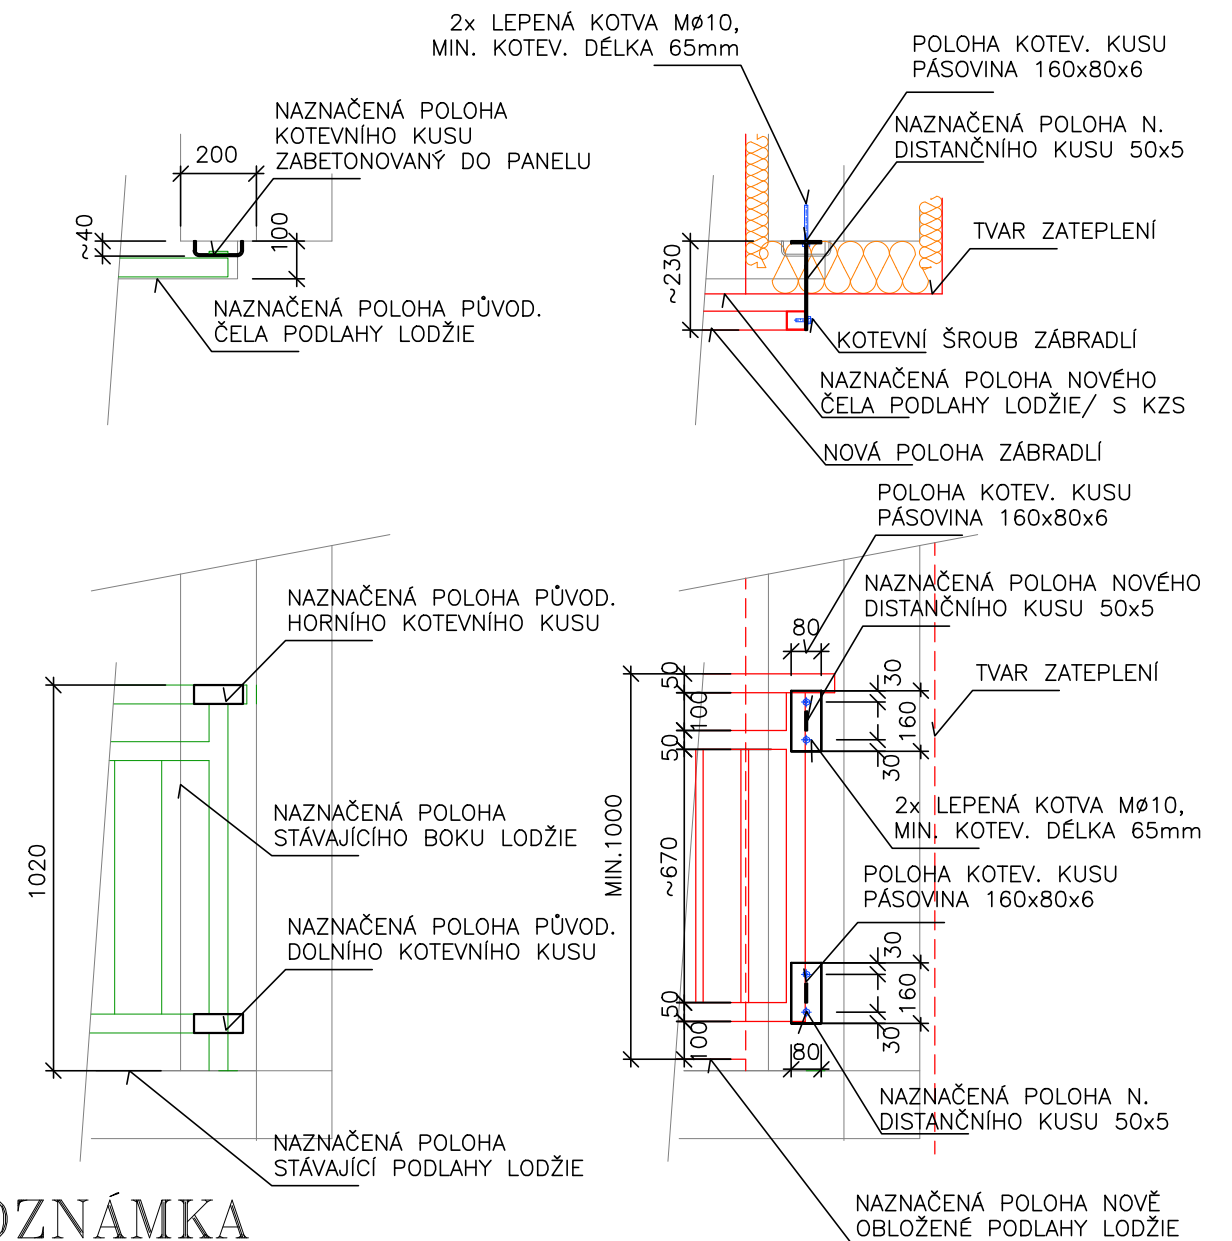 2x LEPENÁ KOTVA MØ10,
MIN. KOTEV. DÉLKA 65mm
POLOHA KOTEV. KUSU
PÁSOVINA 160x80x6
NAZNAČENÁ POLOHA
KOTEVNÍHO KUSU
ZABETONOVANÝ DO PANELU
NAZNAČENÁ POLOHA N.
DISTANČNÍHO KUSU 50x5
200
~40
100
~230
TVAR ZATEPLENÍ
NAZNAČENÁ POLOHA PŮVOD.
ČELA PODLAHY LODŽIE
KOTEVNÍ ŠROUB ZÁBRADLÍ
NAZNAČENÁ POLOHA NOVÉHO
ČELA PODLAHY LODŽIE/ S KZS
NOVÁ POLOHA ZÁBRADLÍ
POLOHA KOTEV. KUSU
PÁSOVINA 160x80x6
NAZNAČENÁ POLOHA PŮVOD.
HORNÍHO KOTEVNÍHO KUSU
NAZNAČENÁ POLOHA NOVÉHO
DISTANČNÍHO KUSU 50x5
80
50
100
50
30
160
30
TVAR ZATEPLENÍ
NAZNAČENÁ POLOHA
STÁVAJÍCÍHO BOKU LODŽIE
2x LEPENÁ KOTVA MØ10,
MIN. KOTEV. DÉLKA 65mm
1020
MIN.1000
~670
POLOHA KOTEV. KUSU
PÁSOVINA 160x80x6
NAZNAČENÁ POLOHA PŮVOD.
DOLNÍHO KOTEVNÍHO KUSU
50
100
30
160
30
80
NAZNAČENÁ POLOHA N.
DISTANČNÍHO KUSU 50x5
NAZNAČENÁ POLOHA
STÁVAJÍCÍ PODLAHY LODŽIE
NAZNAČENÁ POLOHA NOVĚ
OBLOŽENÉ PODLAHY LODŽIE
OZNÁMKA